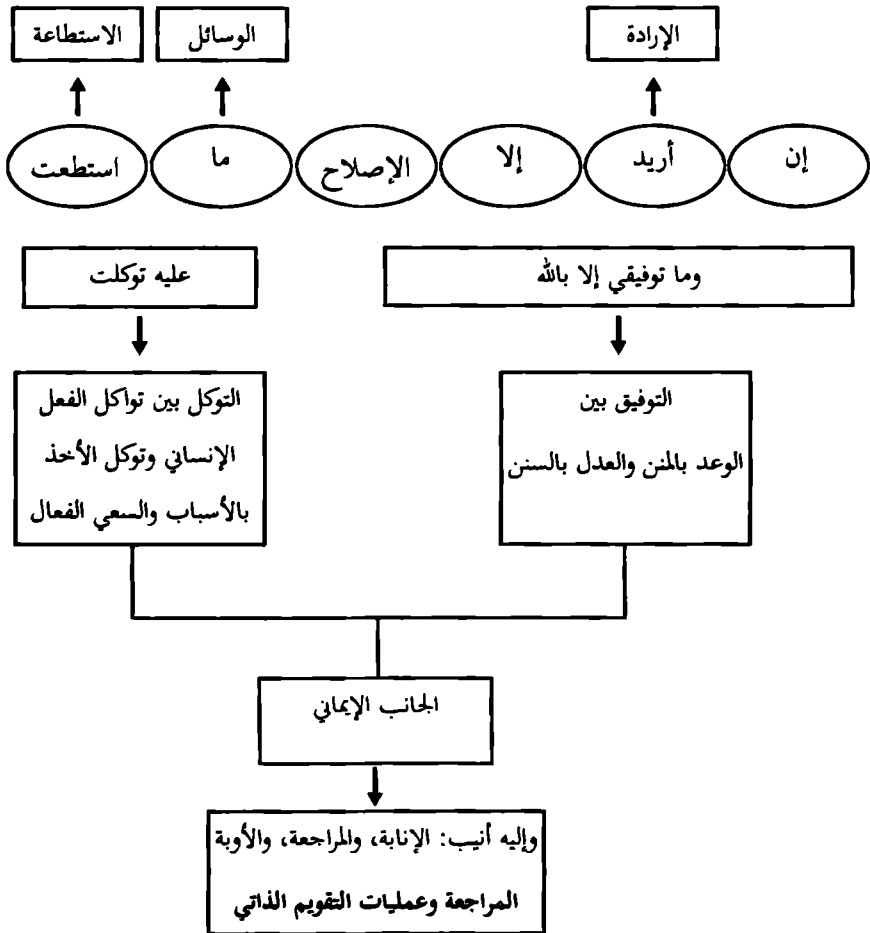 الإرادة
الوسائل
الاستطاعة
إن
أريد
إلا
الإصلاح
ما
استطعت
وما توفيقي إلا بالله
عليه توكلت
التوفيق بين
الوعد بالمنن والعدل بالسنن
التوكل بين تواكل الفعل
الإنساني وتوكل الأخذ
بالأسباب والسعي الفعال
الجانب الإيماني
وإليه أنيب: الإنابة، والمراجعة، والأوبة
المراجعة وعمليات التقويم الذاتي